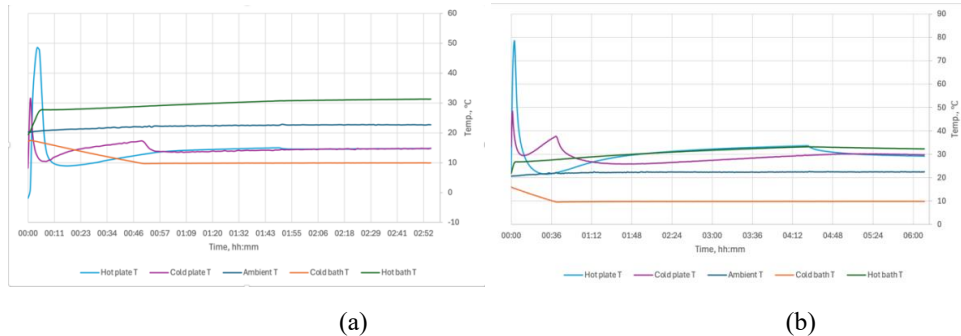 60
50
40
30
20
10
0
-10
Temp., °C
00:00 00:11 00:23 00:34 00:46 00:57 01:09 01:20 01:32 01:43 01:55 02:06 02:18 02:29 02:41 02:52
Time, hh:mm
Hot plate T Cold plate T Ambient T Cold bath T Hot bath T
(a)
90
80
70
60
50
40
30
20
10
0
Temp., °C
00:00 00:36 01:12 01:48 02:24 03:00 03:36 04:12 04:48 05:24 06:00
Time, hh:mm
Hot plate T Cold plate T Ambient T Cold bath T Hot bath T
(b)